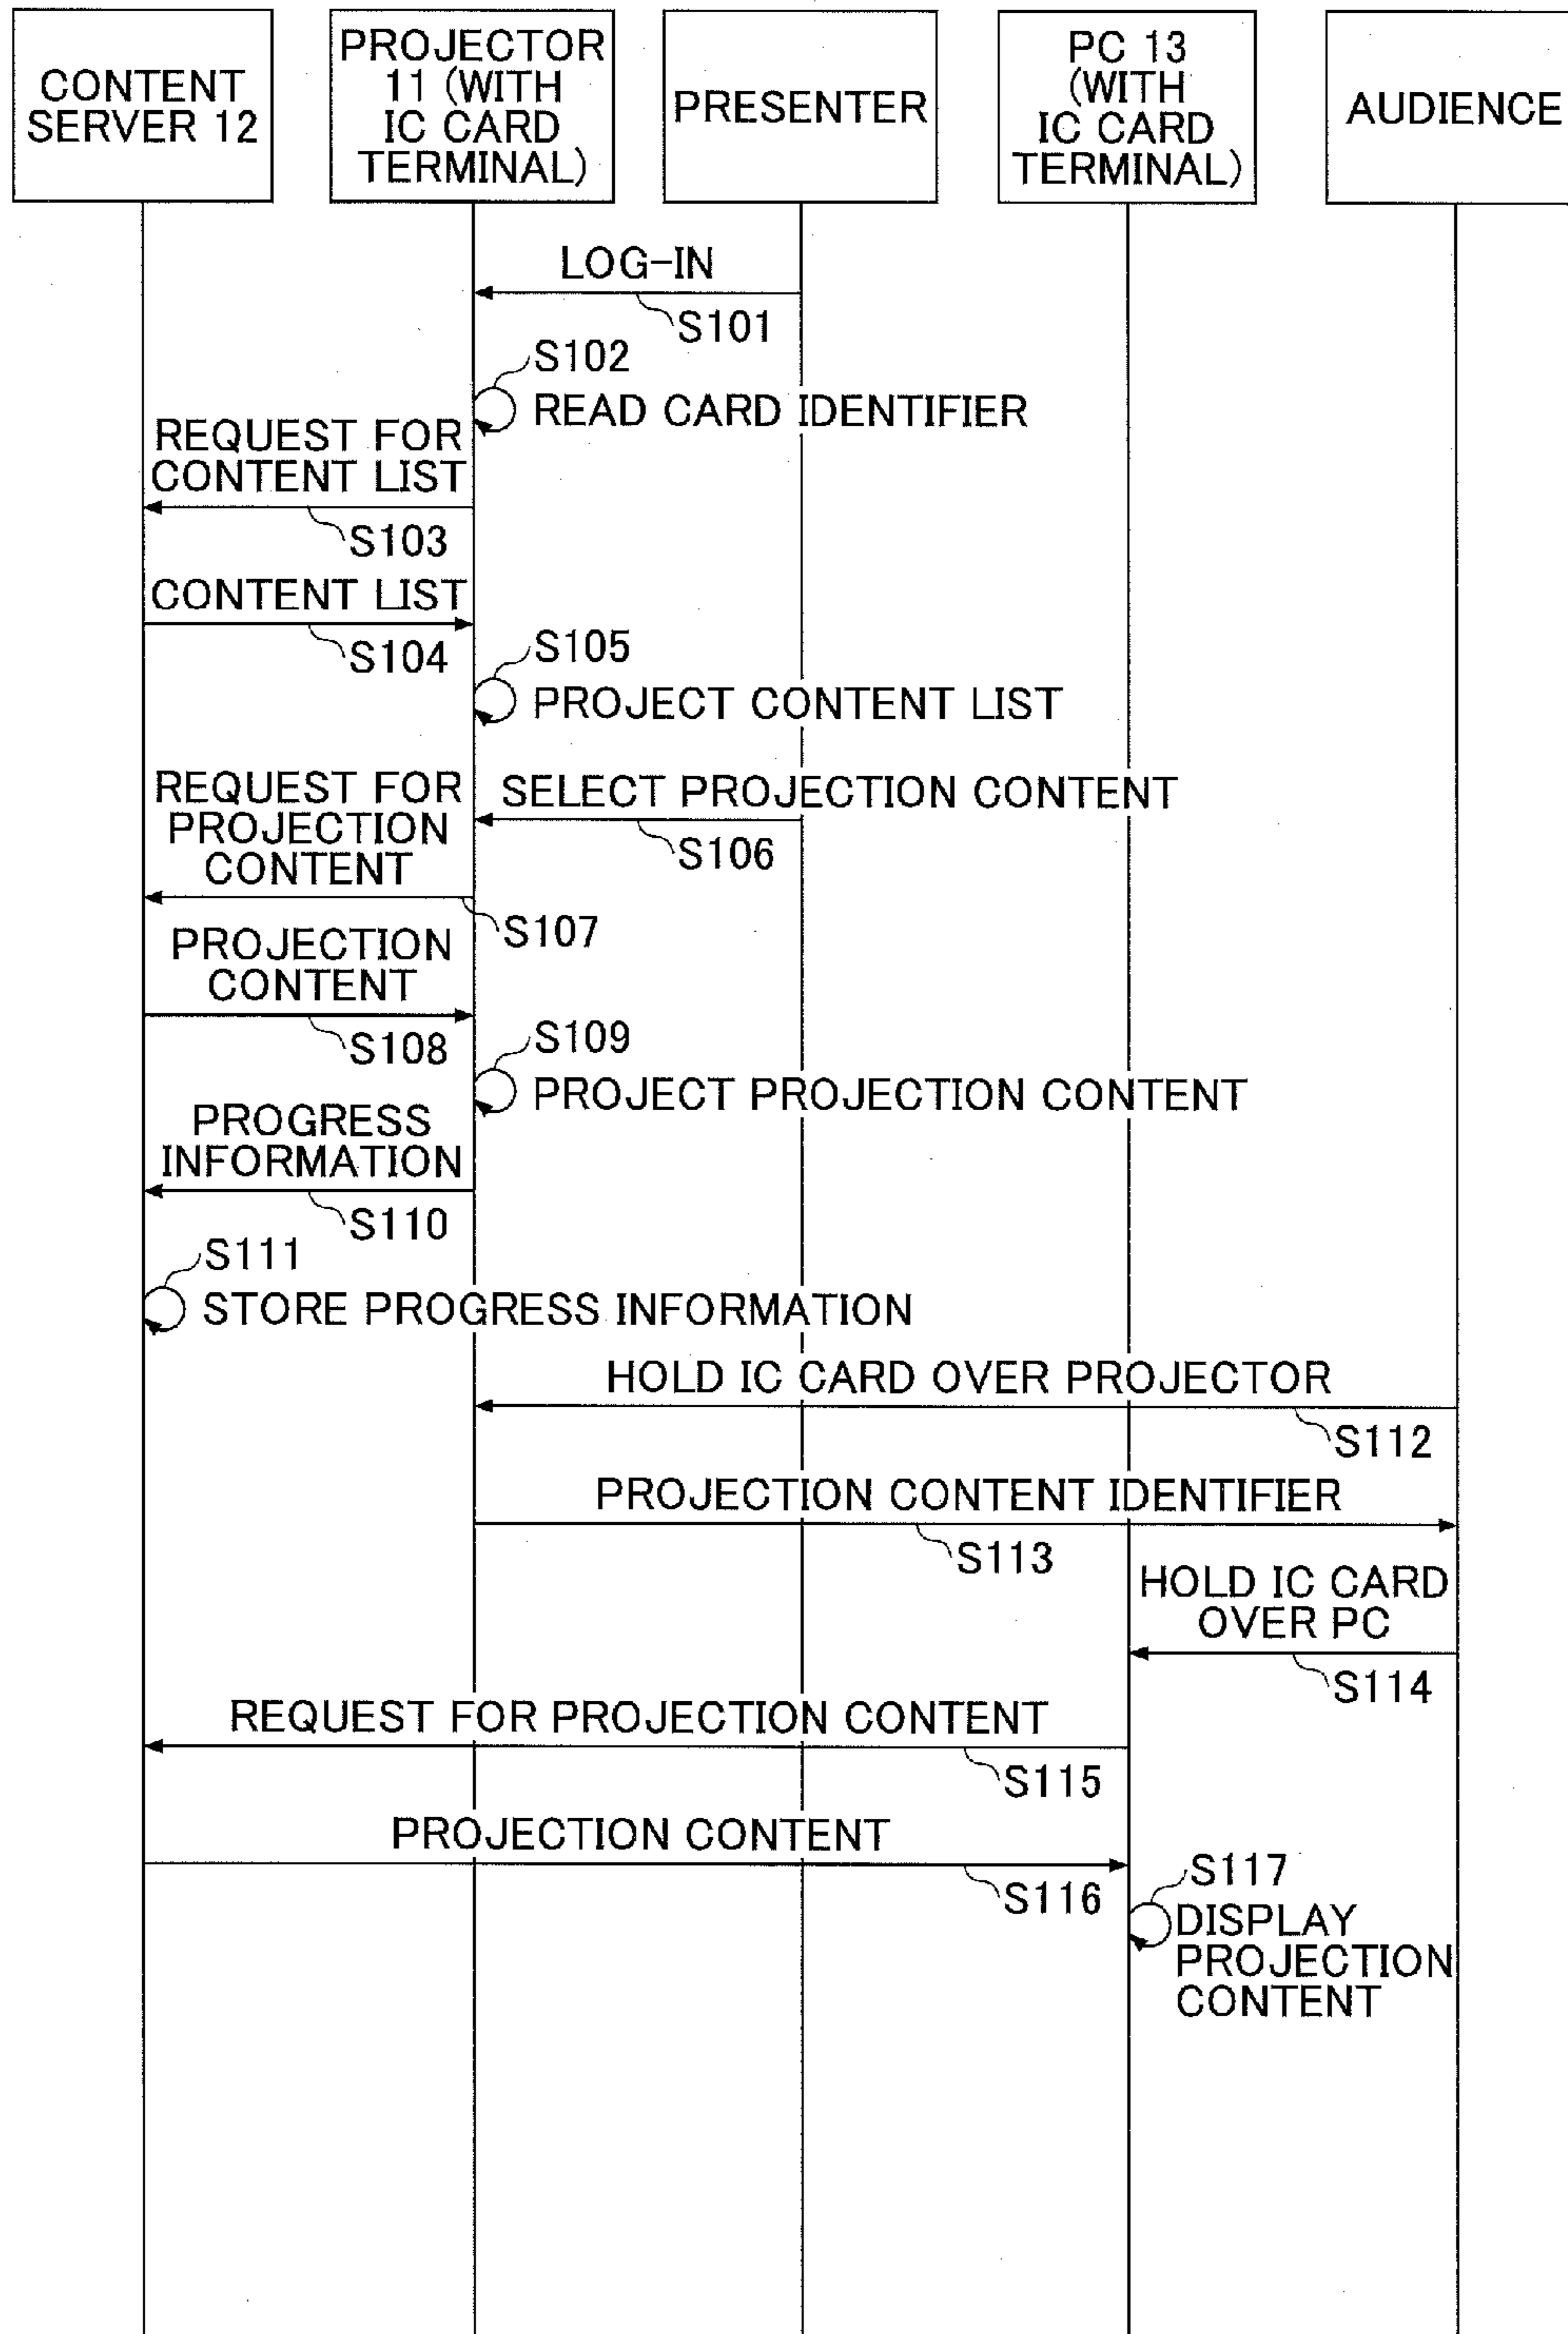 CONTENT
SERVER 12
PROJECTOR
11 (WITH
IC CARD
TERMINAL)
PRESENTER
PC 13
(WITH
IC CARD
TERMINAL)
AUDIENCE
LOG-IN
S101
S102
READ CARD IDENTIFIER
REQUEST FOR
CONTENT LIST
S103
CONTENT LIST
S104
S105
PROJECT CONTENT LIST
SELECT PROJECTION CONTENT
S106
REQUEST FOR
PROJECTION
CONTENT
S107
PROJECTION
CONTENT
S108
S109
PROJECT PROJECTION CONTENT
PROGRESS
INFORMATION
S110
S111
STORE PROGRESS INFORMATION
HOLD IC CARD OVER PROJECTOR
S112
PROJECTION CONTENT IDENTIFIER
S113
HOLD IC CARD
OVER PC
S114
REQUEST FOR PROJECTION CONTENT
S115
PROJECTION CONTENT
S116
S117
DISPLAY
PROJECTION
CONTENT